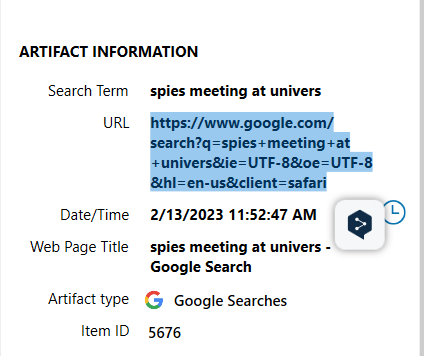 ARTIFACT INFORMATION
Search Term spies meeting at univers
URL https://www.google.com/
search?q=spies+meeting+at
+univers&ie=UTF-8&oe=UTF-8
&hl=en-us&client=safari
Date/Time 2/13/2023 11:52:47 AM
Web Page Title spies meeting at univers -
Google Search
Artifact type Google Searches
Item ID 5676